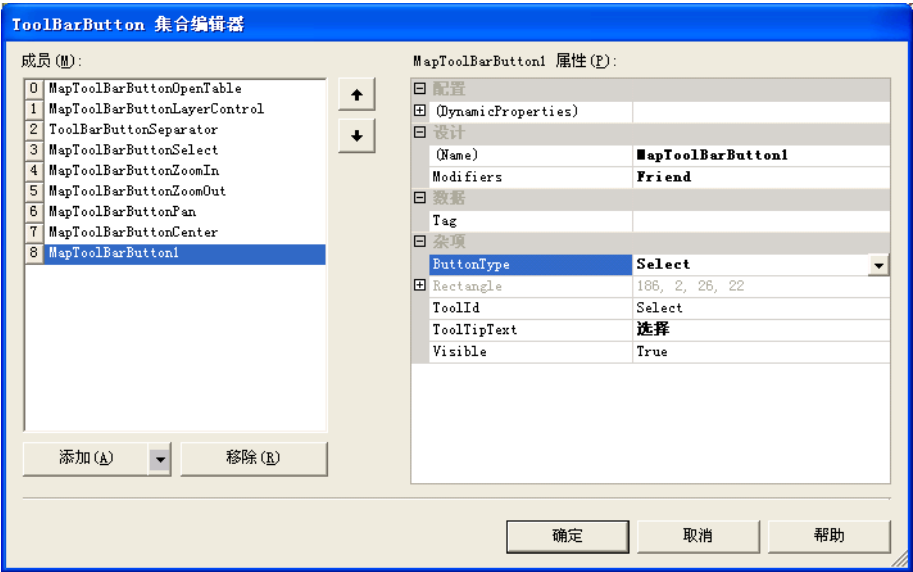 ToolBarButton 集合编辑器
成员(M):
0 MapToolBarButtonOpenTable
1 MapToolBarButtonLayerControl
2 ToolBarButtonSeparator
3 MapToolBarButtonSelect
4 MapToolBarButtonZoomIn
5 MapToolBarButtonZoomOut
6 MapToolBarButtonPan
7 MapToolBarButtonCenter
8 MapToolBarButton1
添加(A)
移除(R)
MapToolBarButton1 属性(P):
配置
(DynamicProperties)
设计
(Name) MapToolBarButton1
Modifiers Friend
数据
Tag
杂项
ButtonType Select
Rectangle 186, 2, 26, 22
ToolId Select
ToolTipText 选择
Visible True
确定
取消
帮助